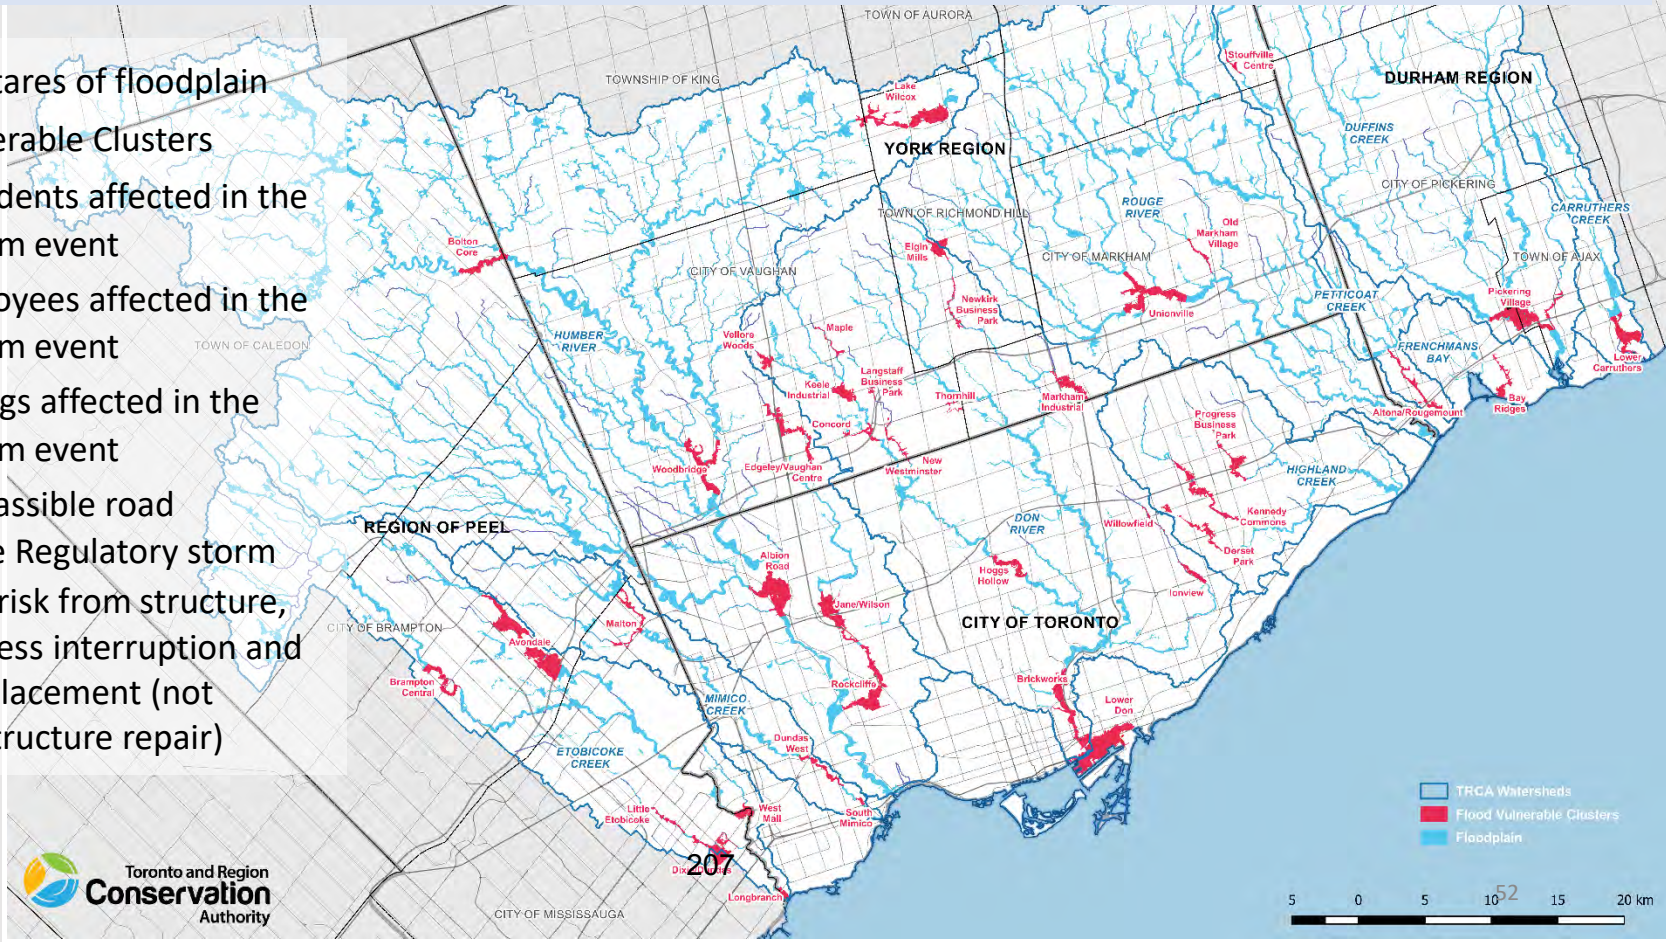 tares of floodplain
erable Clusters
dents affected in the
m event
oyees affected in the
m event
gs affected in the
m event
assible road
e Regulatory storm
risk from structure,
ess interruption and
placement (not
tructure repair)
TOWN OF AURORA
TOWNSHIP OF KING
Lake
Wilcox
Stouffville
Centre
DURHAM REGION
YORK REGION
DUFFINS
CREEK
CITY OF PICKERING
CARRUTHERS
CREEK
TOWN OF RICHMOND HILL
ROUGE
RIVER
Old
Markham
Village
Bolton
Core
Elgin
Mills
CITY OF MARKHAM
TOWN OF AJAX
CITY OF VAUGHAN
PETTICOAT
CREEK
Pickering
Village
Newkirk
Business
Park
Unionville
TOWN OF CALEDON
HUMBER
RIVER
Vellore
Woods
Maple
FRENCHMANS
BAY
Lower
Carruthers
Keele
Industrial
Langstaff
Business
Park
Thornhill
Markham
Industrial
Altona/Rougemount
Bay
Ridges
Concord
Progress
Business
Park
Woodbridge
Edgeley/Vaughan
Centre
New
Westminster
HIGHLAND
CREEK
REGION OF PEEL
DON
RIVER
Willowfield
Kennedy
Commons
Albion
Road
Dorset
Park
Hoggs
Hollow
Ionview
Jane/Wilson
CITY OF TORONTO
CITY OF BRAMPTON
Malton
Avondale
Brampton
Central
Rockcliffe
Brickworks
MIMICO
CREEK
Lower
Don
Dundas
West
ETOBICOKE
CREEK
Little
Etobicoke
West
Mall
South
Mimico
207
Longbranch
CITY OF MISSISSAUGA
TRCA Watersheds
Flood Vulnerable Clusters
Floodplain
Toronto and Region
Conservation
Authority
52
5 0 5 10 15 20 km